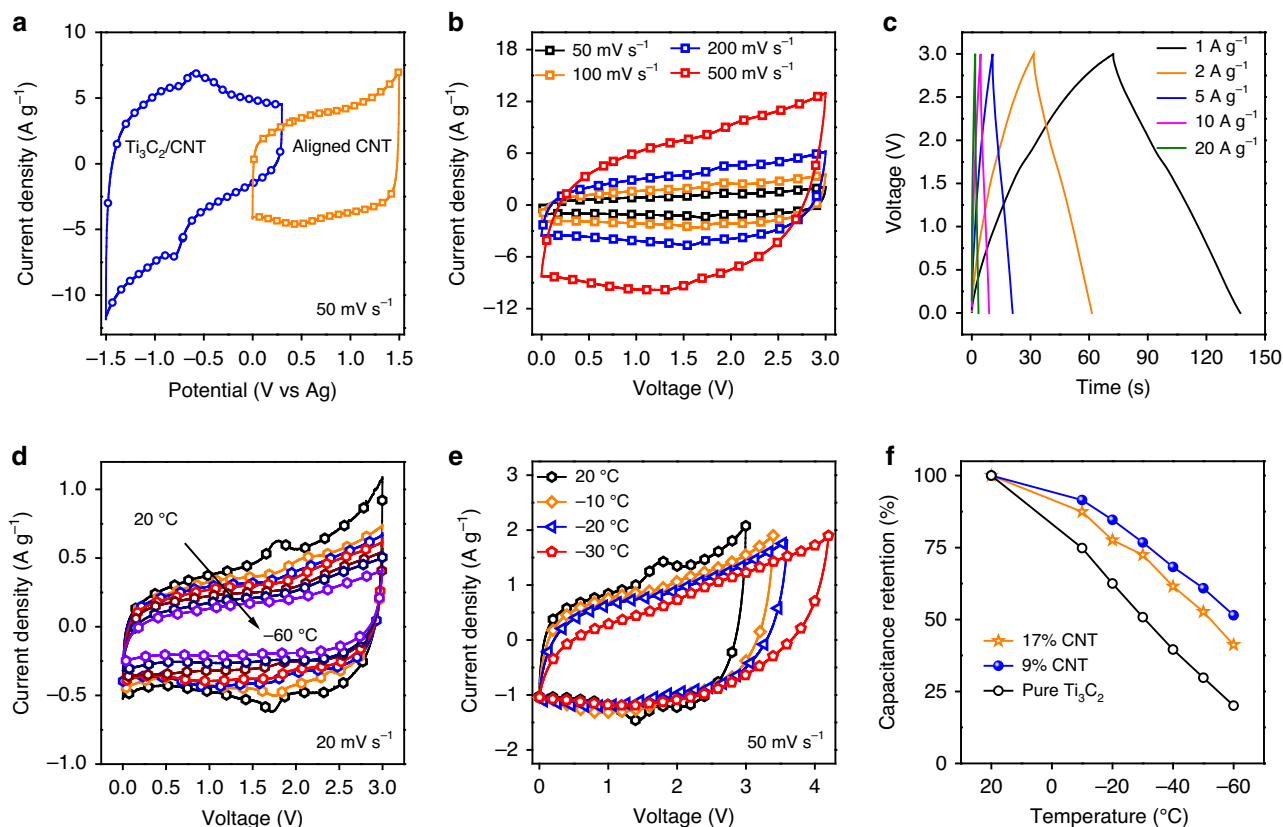 a
Current density (A g⁻¹)
10
5
0
−5
−10
Ti₃C₂/CNT
Aligned CNT
50 mV s⁻¹
−1.5
−1.0
−0.5
0.0
0.5
1.0
1.5
Potential (V vs Ag)
b
Current density (A g⁻¹)
18
12
6
0
−6
−12
50 mV s⁻¹
200 mV s⁻¹
100 mV s⁻¹
500 mV s⁻¹
0.0
0.5
1.0
1.5
2.0
2.5
3.0
Voltage (V)
c
Voltage (V)
3.0
2.5
2.0
1.5
1.0
0.5
0.0
1 A g⁻¹
2 A g⁻¹
5 A g⁻¹
10 A g⁻¹
20 A g⁻¹
0
30
60
90
120
150
Time (s)
d
Current density (A g⁻¹)
1.0
0.5
0.0
−0.5
−1.0
20 °C
−60 °C
20 mV s⁻¹
0.0
0.5
1.0
1.5
2.0
2.5
3.0
Voltage (V)
e
Current density (A g⁻¹)
3
2
1
0
−1
−2
20 °C
−10 °C
−20 °C
−30 °C
50 mV s⁻¹
0
1
2
3
4
Voltage (V)
f
Capacitance retention (%)
100
75
50
25
0
17% CNT
9% CNT
Pure Ti₃C₂
20
0
−20
−40
−60
Temperature (°C)